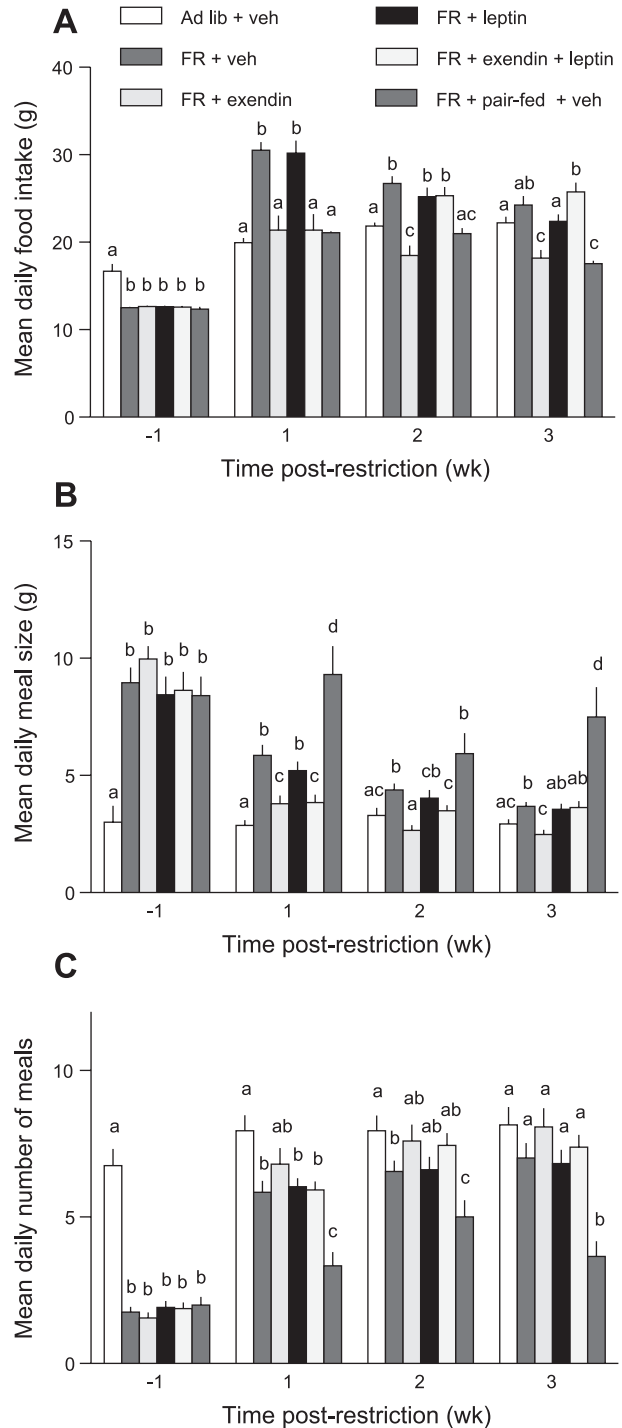 A
Ad lib + veh
FR + leptin
FR + veh
FR + exendin + leptin
FR + exendin
FR + pair-fed + veh
Mean daily food intake (g)
40
30
20
10
0
a b b b b b
a b a b a a
a b c b b ac
a ab c a b c
-1 1 2 3
Time post-restriction (wk)
B
Mean daily meal size (g)
15
10
5
0
a b b b b b
a b c b c d
ac b a cb c b
ac b c ab ab d
-1 1 2 3
Time post-restriction (wk)
C
Mean daily number of meals
10
5
0
a b b b b b
a b ab b b c
a b ab ab ab c
a a a a a b
-1 1 2 3
Time post-restriction (wk)